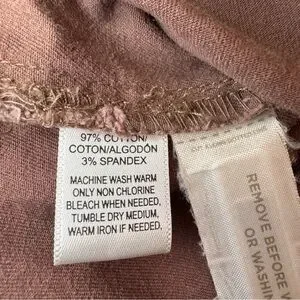 97% COTTON/
COTON/ALGODÓN
3% SPANDEX
MACHINE WASH WARM
ONLY NON CHLORINE
BLEACH WHEN NEEDED.
TUMBLE DRY MEDIUM,
WARM IRON IF NEEDED.
REMOVE BEFORE
OR WASHIN